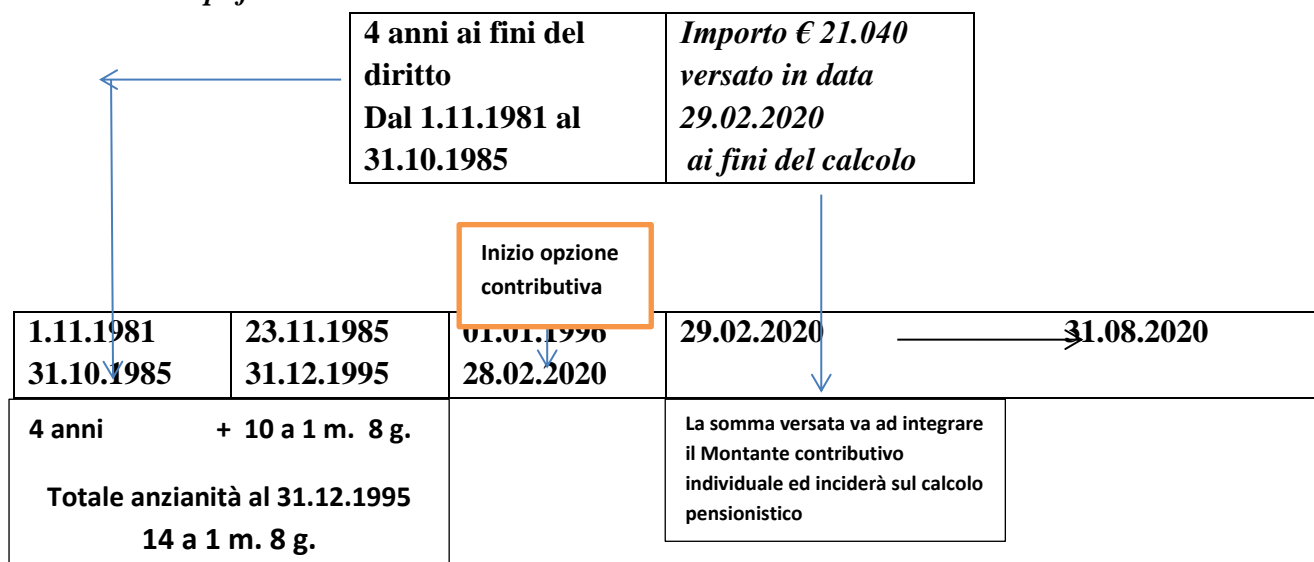 4 anni ai fini del
diritto
Dal 1.11.1981 al
31.10.1985
Importo € 21.040
versato in data
29.02.2020
ai fini del calcolo
Inizio opzione
contributiva
1.11.1981
31.10.1985
23.11.1985
31.12.1995
01.01.1996
28.02.2020
29.02.2020 31.08.2020
4 anni + 10 a 1 m. 8 g.
Totale anzianità al 31.12.1995
14 a 1 m. 8 g.
La somma versata va ad integrare
il Montante contributivo
individuale ed inciderà sul calcolo
pensionistico